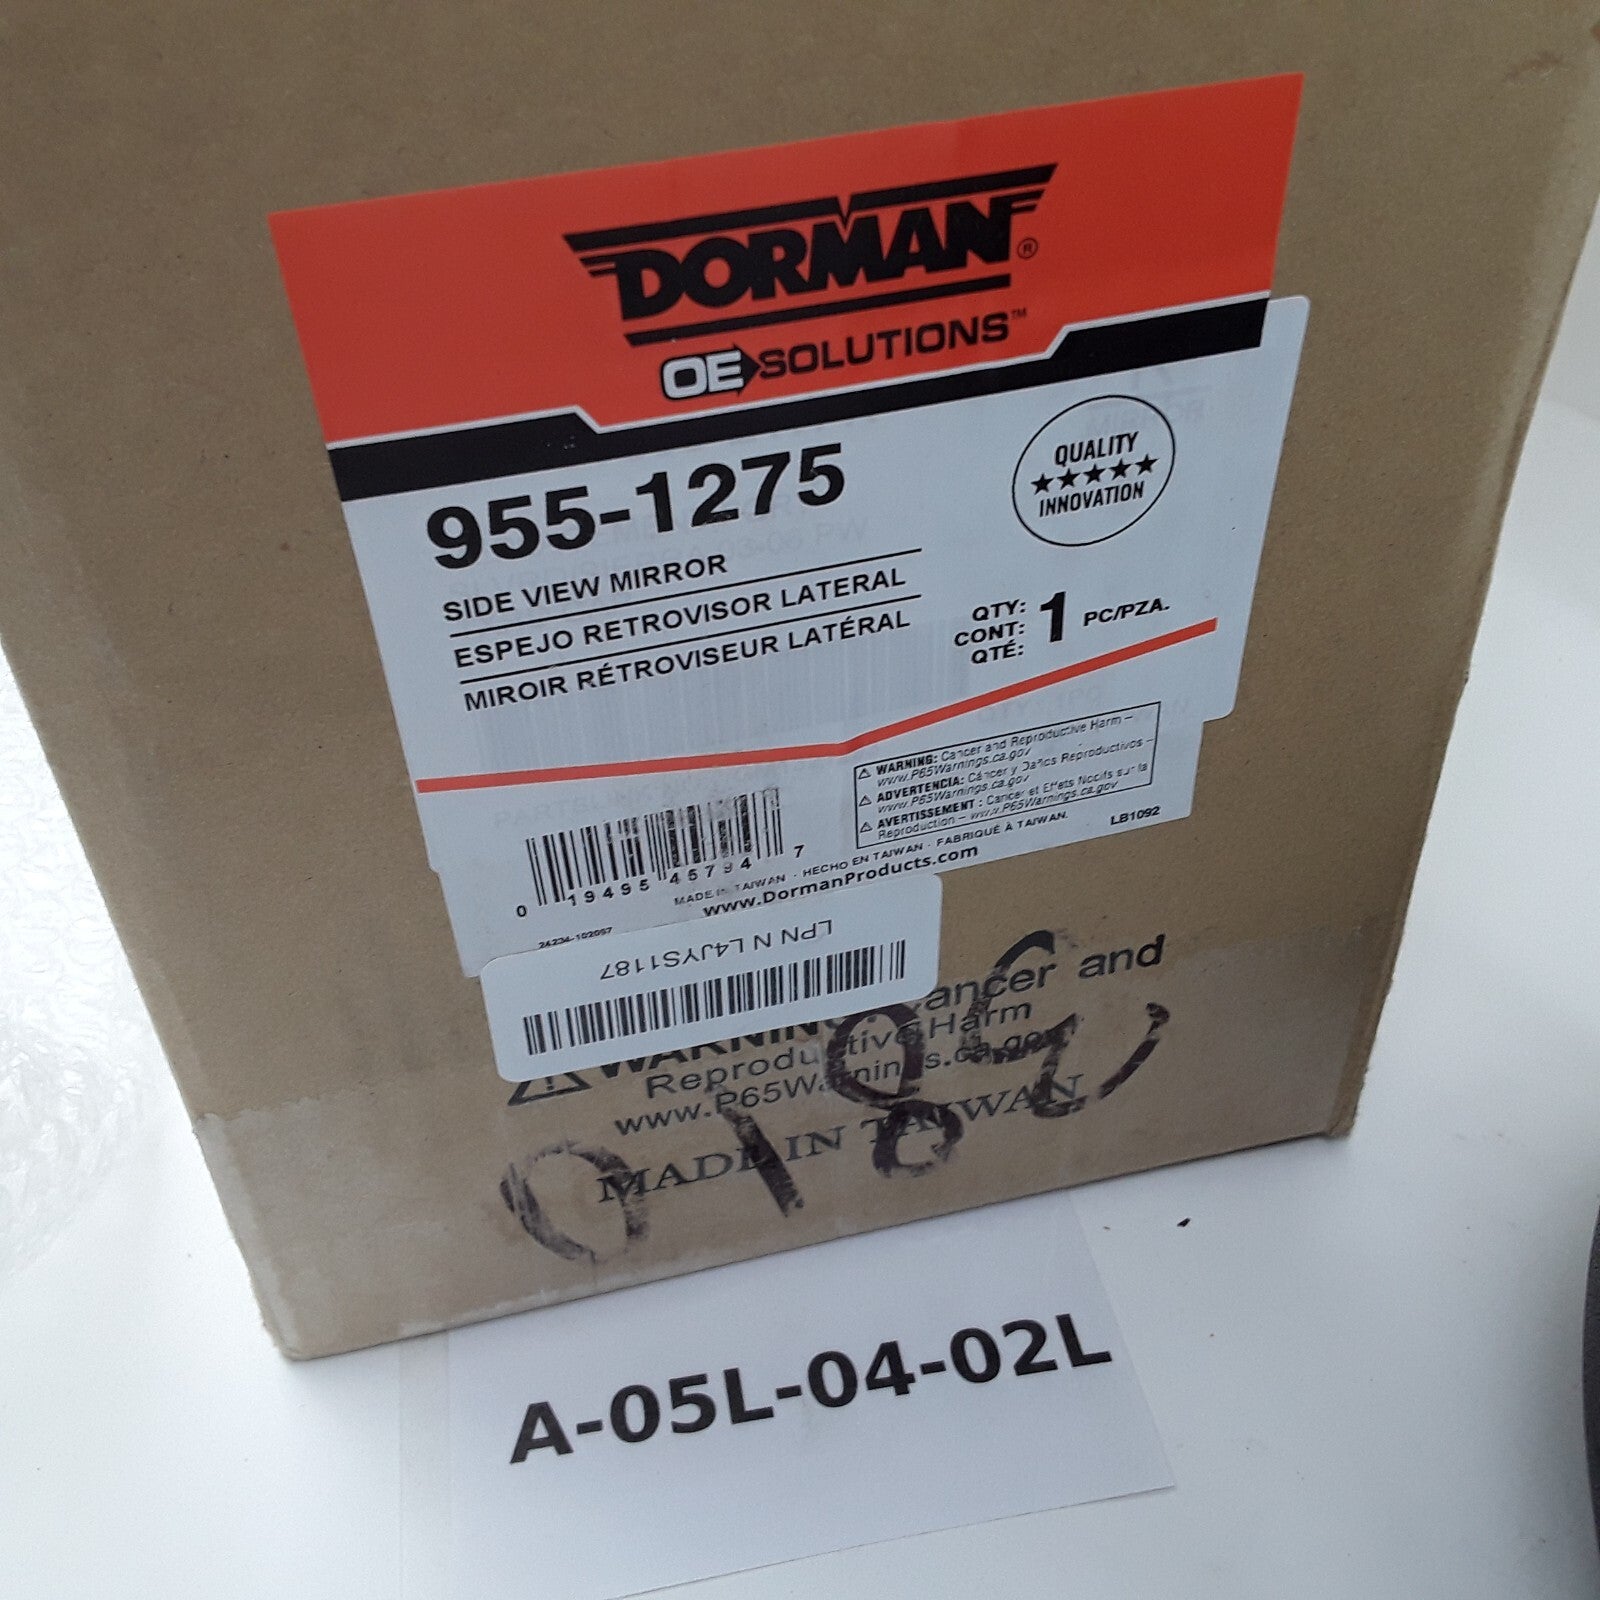 DORMAN®
OE SOLUTIONS™
955-1275
QUALITY
★★★★★
INNOVATION
SIDE VIEW MIRROR
ESPEJO RETROVISOR LATERAL
MIROIR RÉTROVISEUR LATÉRAL
QTY:
CONT:
QTÉ:
1 PC/PZA.
⚠ WARNING: Cancer and Reproductive Harm –
www.P65Warnings.ca.gov
⚠ ADVERTENCIA: Cáncer y Daños Reproductivos –
www.P65Warnings.ca.gov
⚠ AVERTISSEMENT : Cancer et Effets Nocifs sur la
Reproduction – www.P65Warnings.ca.gov
LB1092
0 19495 45794 7
MADE IN TAIWAN · HECHO EN TAIWAN · FABRIQUÉ À TAIWAN.
www.DormanProducts.com
LPN N L4JYS1187
⚠ WARNING Cancer and
Reproductive Harm
www.P65Warnings.ca.gov
MADE IN TAIWAN
A-05L-04-02L